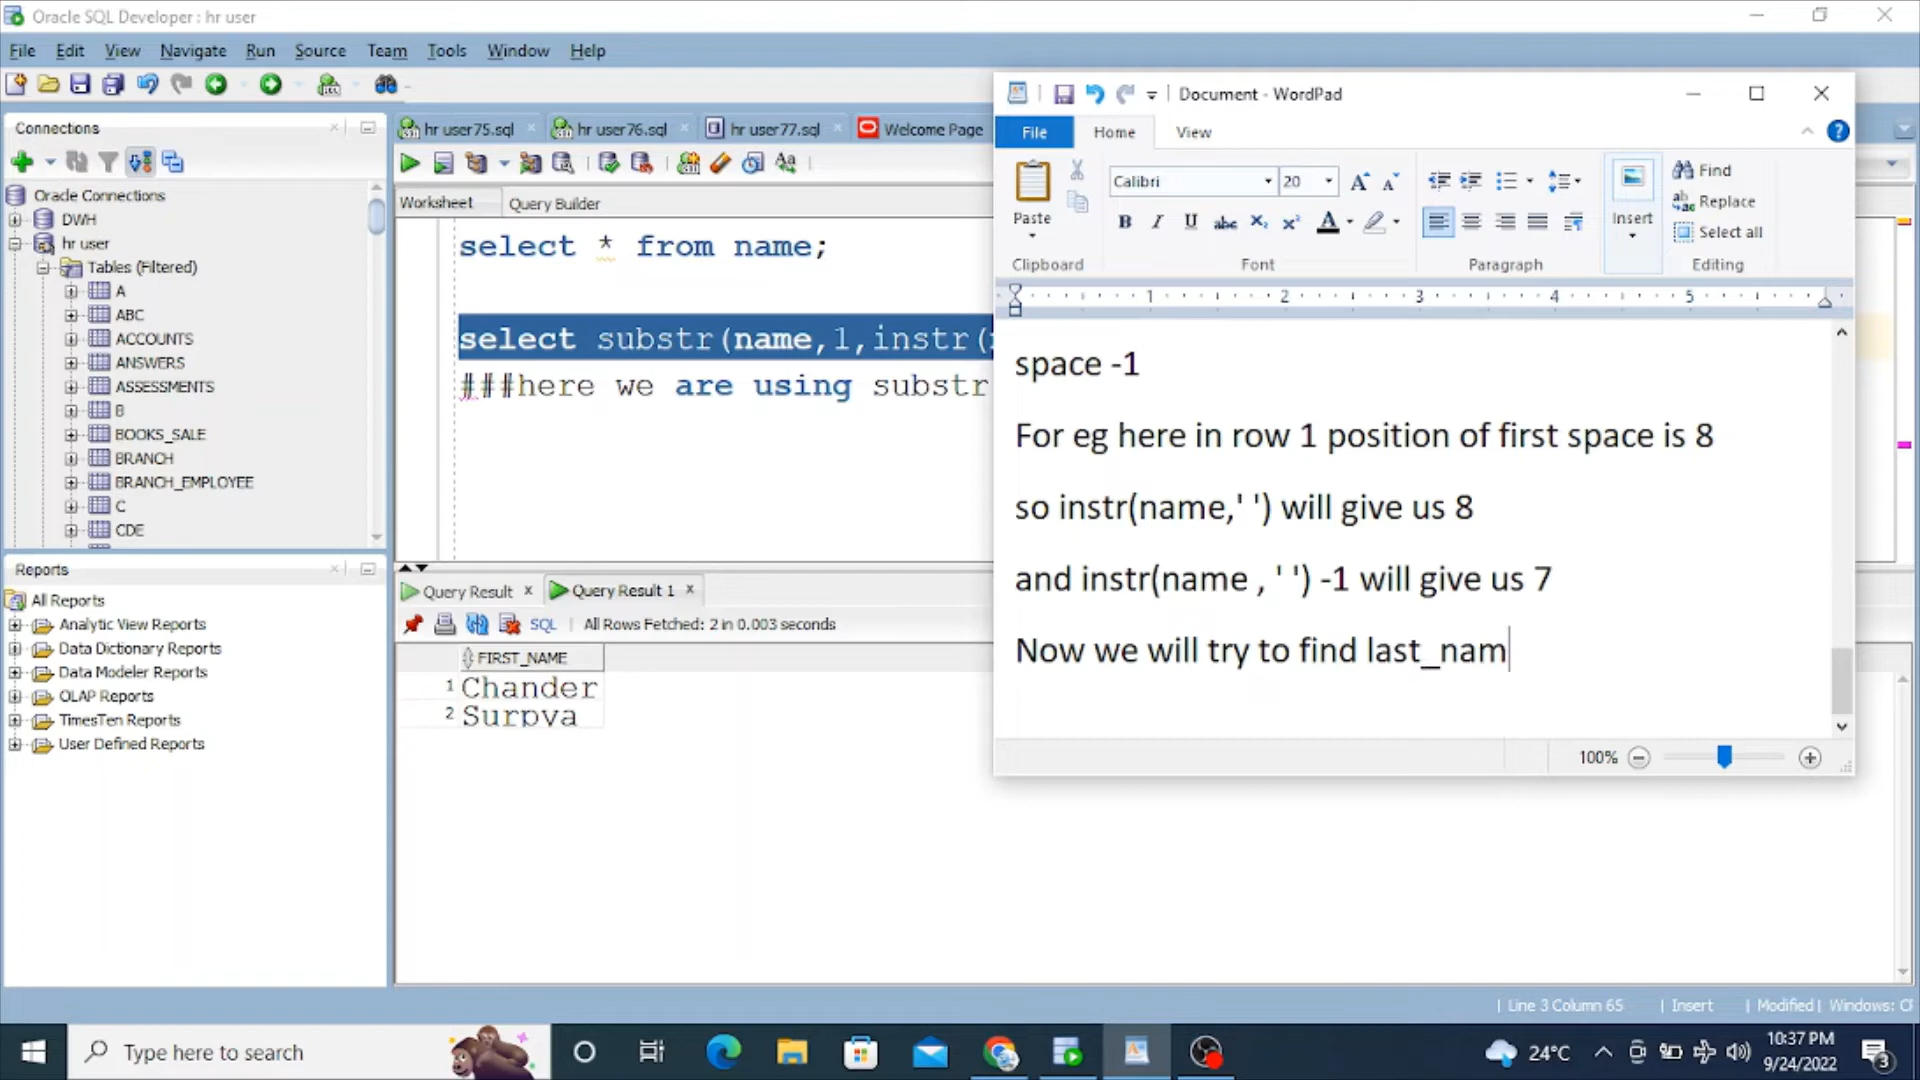 Oracle SQL Developer : hr user
File Edit View Navigate Run Source Team Tools Window Help
Connections
Oracle Connections
DWH
hr user
Tables (Filtered)
A
ABC
ACCOUNTS
ANSWERS
ASSESSMENTS
B
BOOKS_SALE
BRANCH
BRANCH_EMPLOYEE
C
CDE
Reports
All Reports
Analytic View Reports
Data Dictionary Reports
Data Modeler Reports
OLAP Reports
TimesTen Reports
User Defined Reports
hr user75.sql hr user76.sql hr user77.sql Welcome Page
Worksheet Query Builder
select * from name;
select substr(name,1,instr(
###here we are using substr
Query Result Query Result 1
SQL All Rows Fetched: 2 in 0.003 seconds
FIRST_NAME
1 Chander
2 Surpva
Document - WordPad
File Home View
Paste
Calibri 20
Insert
Find
Replace
Select all
Clipboard Font Paragraph Editing
1 2 3 4 5
space -1
For eg here in row 1 position of first space is 8
so instr(name,' ') will give us 8
and instr(name , ' ') -1 will give us 7
Now we will try to find last_nam
100%
Line 3 Column 65 Insert Modified Windows: C
Type here to search
24°C
10:37 PM
9/24/2022
3